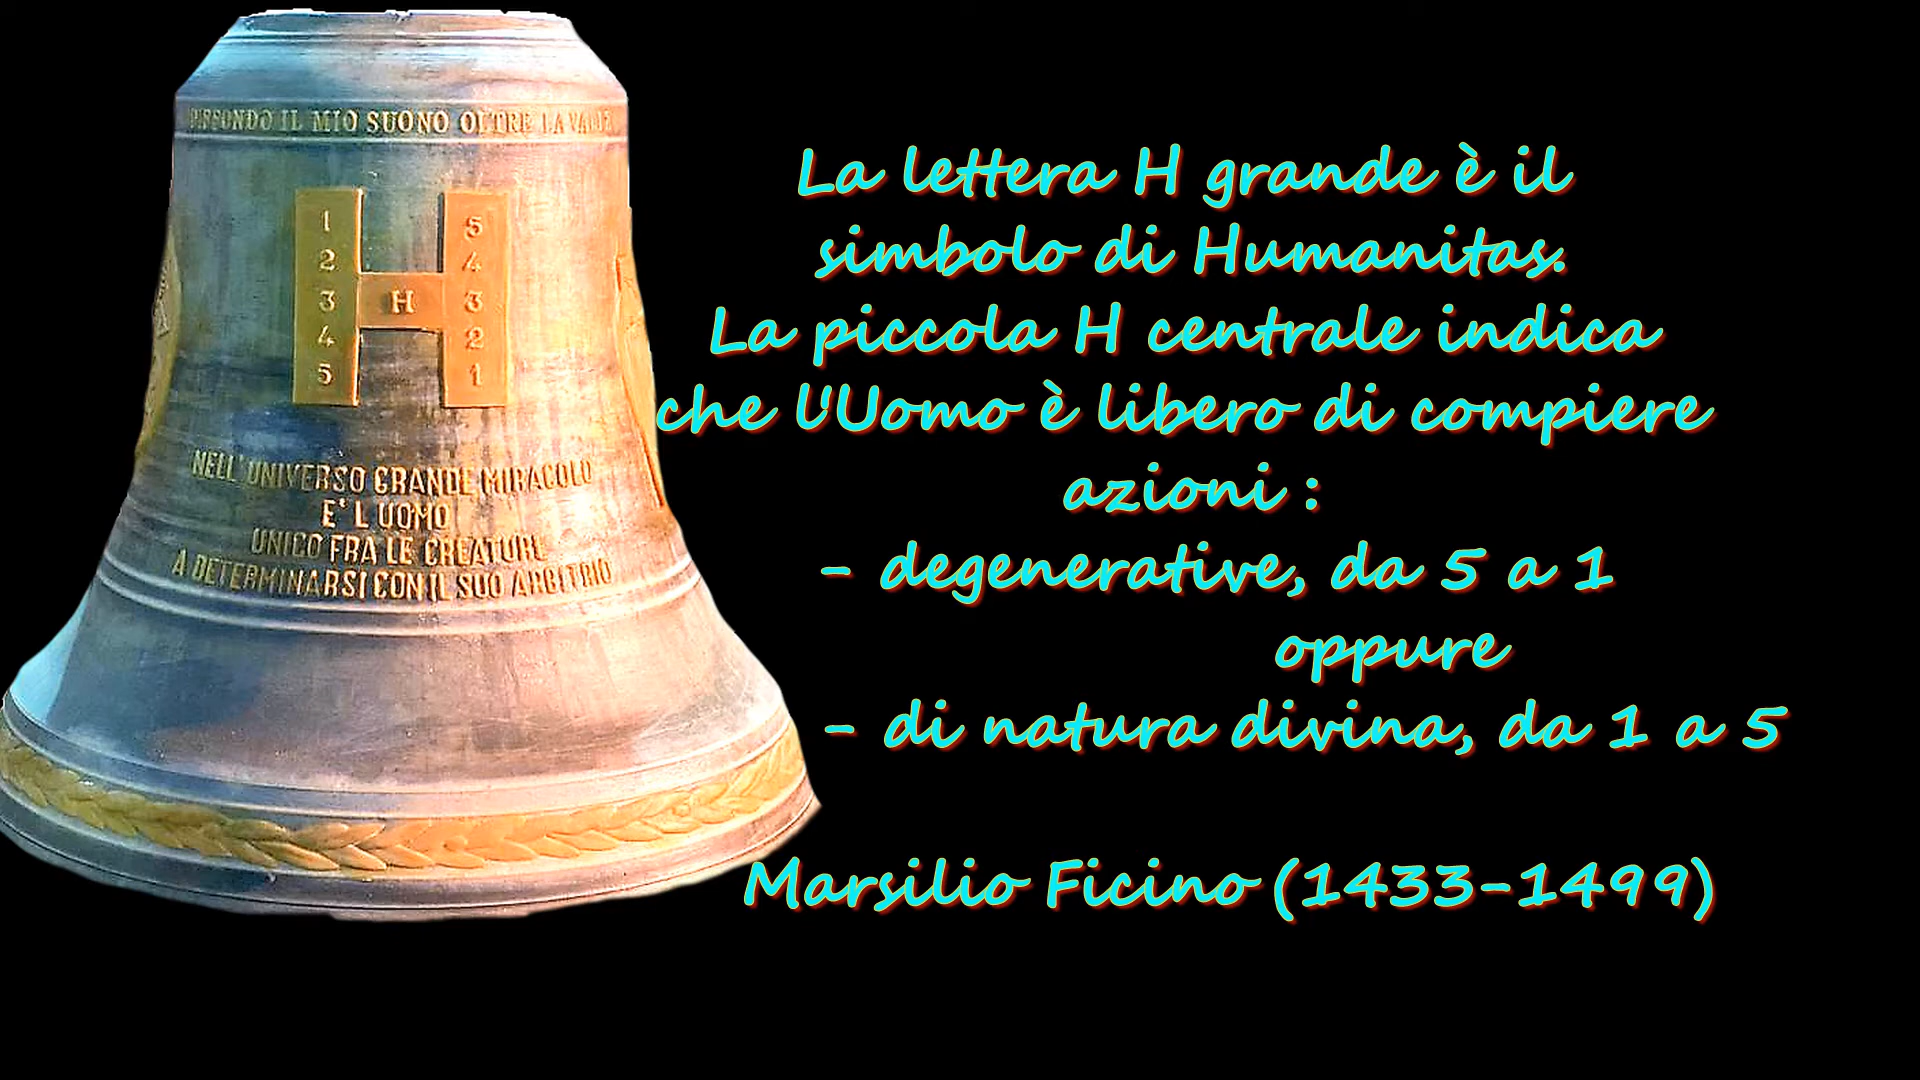 DIFFONDO IL MIO SUONO OLTRE LA VALLE
1 5
2 4
3 H 3
4 2
5 1
NELL'UNIVERSO GRANDE MIRACOLO
E' L'UOMO
UNICO FRA LE CREATURE
A DETERMINARSI CON IL SUO ARBITRIO
La lettera H grande è il
simbolo di Humanitas.
La piccola H centrale indica
che l'Uomo è libero di compiere
azioni :
- degenerative, da 5 a 1
oppure
- di natura divina, da 1 a 5
Marsilio Ficino (1433-1499)